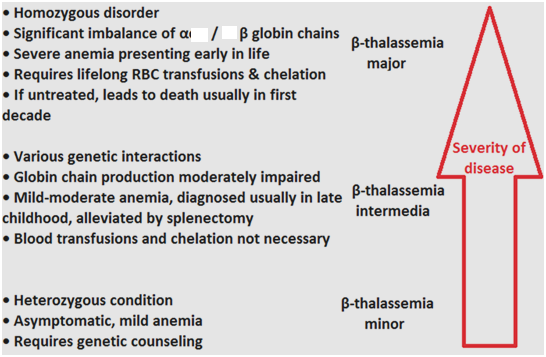 • Homozygous disorder
• Significant imbalance of α / β globin chains
• Severe anemia presenting early in life
• Requires lifelong RBC transfusions & chelation
• If untreated, leads to death usually in first
decade
β-thalassemia
major
• Various genetic interactions
• Globin chain production moderately impaired
• Mild-moderate anemia, diagnosed usually in late
childhood, alleviated by splenectomy
• Blood transfusions and chelation not necessary
β-thalassemia
intermedia
• Heterozygous condition
• Asymptomatic, mild anemia
• Requires genetic counseling
β-thalassemia
minor
Severity of
disease